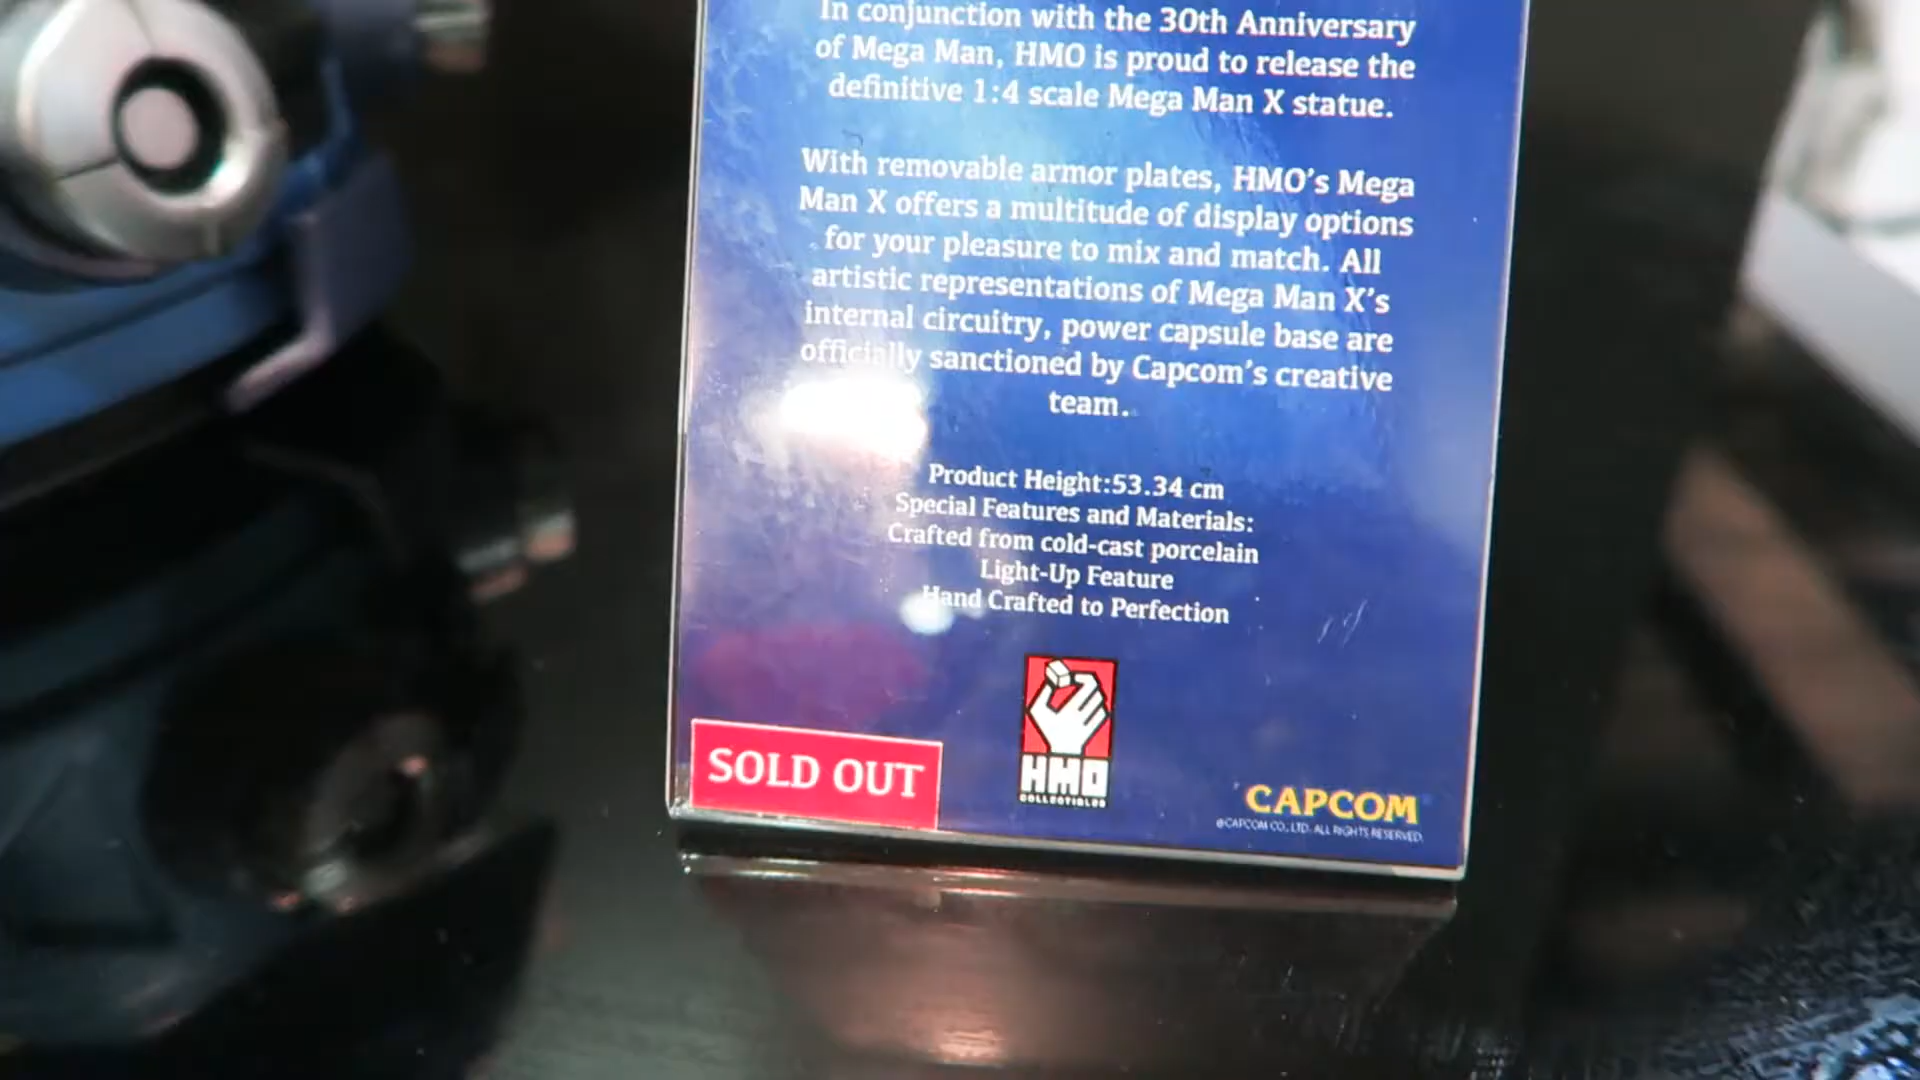 In conjunction with the 30th Anniversary
of Mega Man, HMO is proud to release the
definitive 1:4 scale Mega Man X statue.
With removable armor plates, HMO's Mega
Man X offers a multitude of display options
for your pleasure to mix and match. All
artistic representations of Mega Man X's
internal circuitry, power capsule base are
officially sanctioned by Capcom's creative
team.
Product Height:53.34 cm
Special Features and Materials:
Crafted from cold-cast porcelain
Light-Up Feature
Hand Crafted to Perfection
SOLD OUT
HMO
COLLECTIBLES
CAPCOM
©CAPCOM CO., LTD. ALL RIGHTS RESERVED.